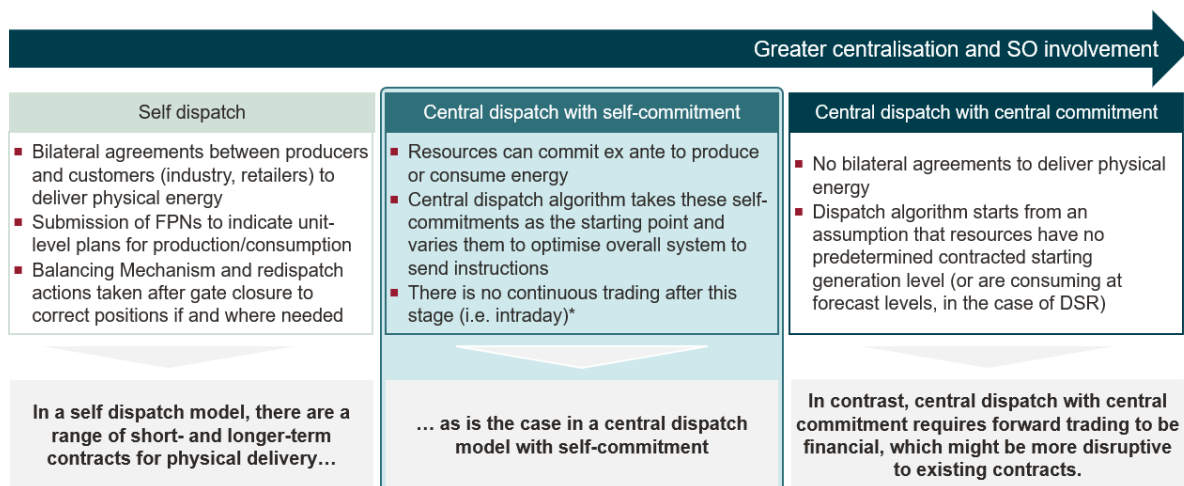 Greater centralisation and SO involvement
Self dispatch
▪ Bilateral agreements between producers
and customers (industry, retailers) to
deliver physical energy
▪ Submission of FPNs to indicate unit-
level plans for production/consumption
▪ Balancing Mechanism and redispatch
actions taken after gate closure to
correct positions if and where needed
In a self dispatch model, there are a
range of short- and longer-term
contracts for physical delivery…
Central dispatch with self-commitment
▪ Resources can commit ex ante to produce
or consume energy
▪ Central dispatch algorithm takes these self-
commitments as the starting point and
varies them to optimise overall system to
send instructions
▪ There is no continuous trading after this
stage (i.e. intraday)*
… as is the case in a central dispatch
model with self-commitment
Central dispatch with central commitment
▪ No bilateral agreements to deliver physical
energy
▪ Dispatch algorithm starts from an
assumption that resources have no
predetermined contracted starting
generation level (or are consuming at
forecast levels, in the case of DSR)
In contrast, central dispatch with central
commitment requires forward trading to be
financial, which might be more disruptive
to existing contracts.